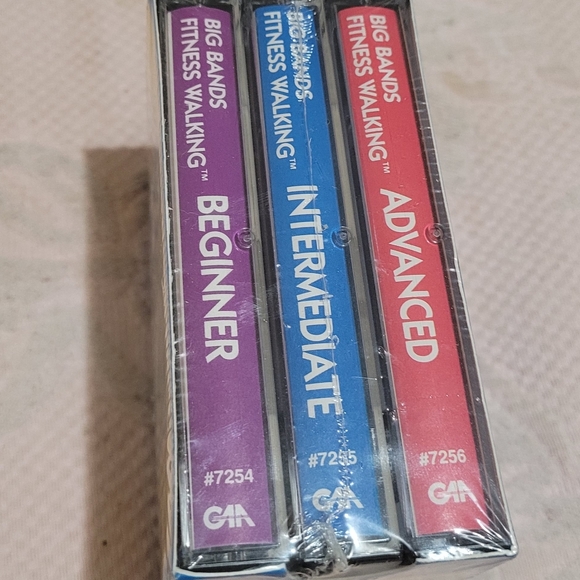 BIG BANDS
FITNESS WALKING™
BEGINNER
#7254
GAA
BIG BANDS
FITNESS WALKING™
INTERMEDIATE
#7255
GAA
BIG BANDS
FITNESS WALKING™
ADVANCED
#7256
GAA